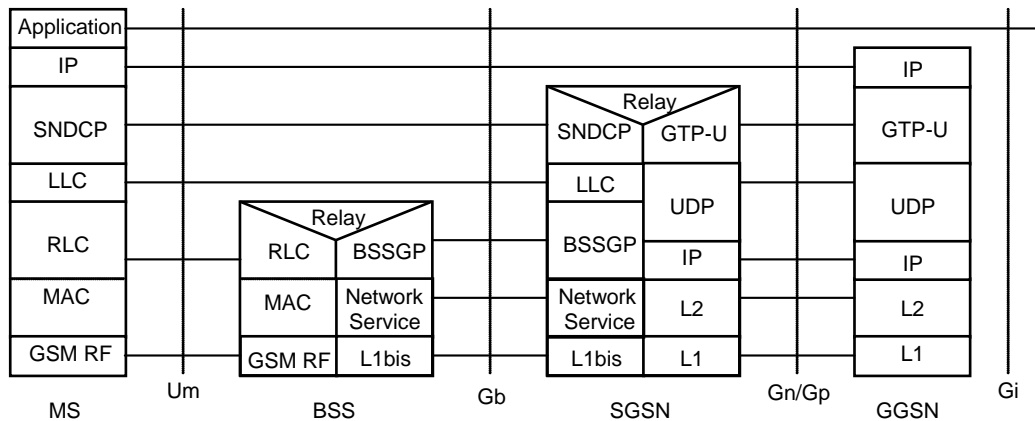 Application
IP
SNDCP
LLC
RLC
MAC
GSM RF
MS
Um
Relay
RLC
BSSGP
MAC
Network
Service
GSM RF
L1bis
BSS
Gb
Relay
SNDCP
GTP-U
LLC
UDP
BSSGP
IP
Network
Service
L2
L1bis
L1
SGSN
Gn/Gp
IP
GTP-U
UDP
IP
L2
L1
GGSN
Gi